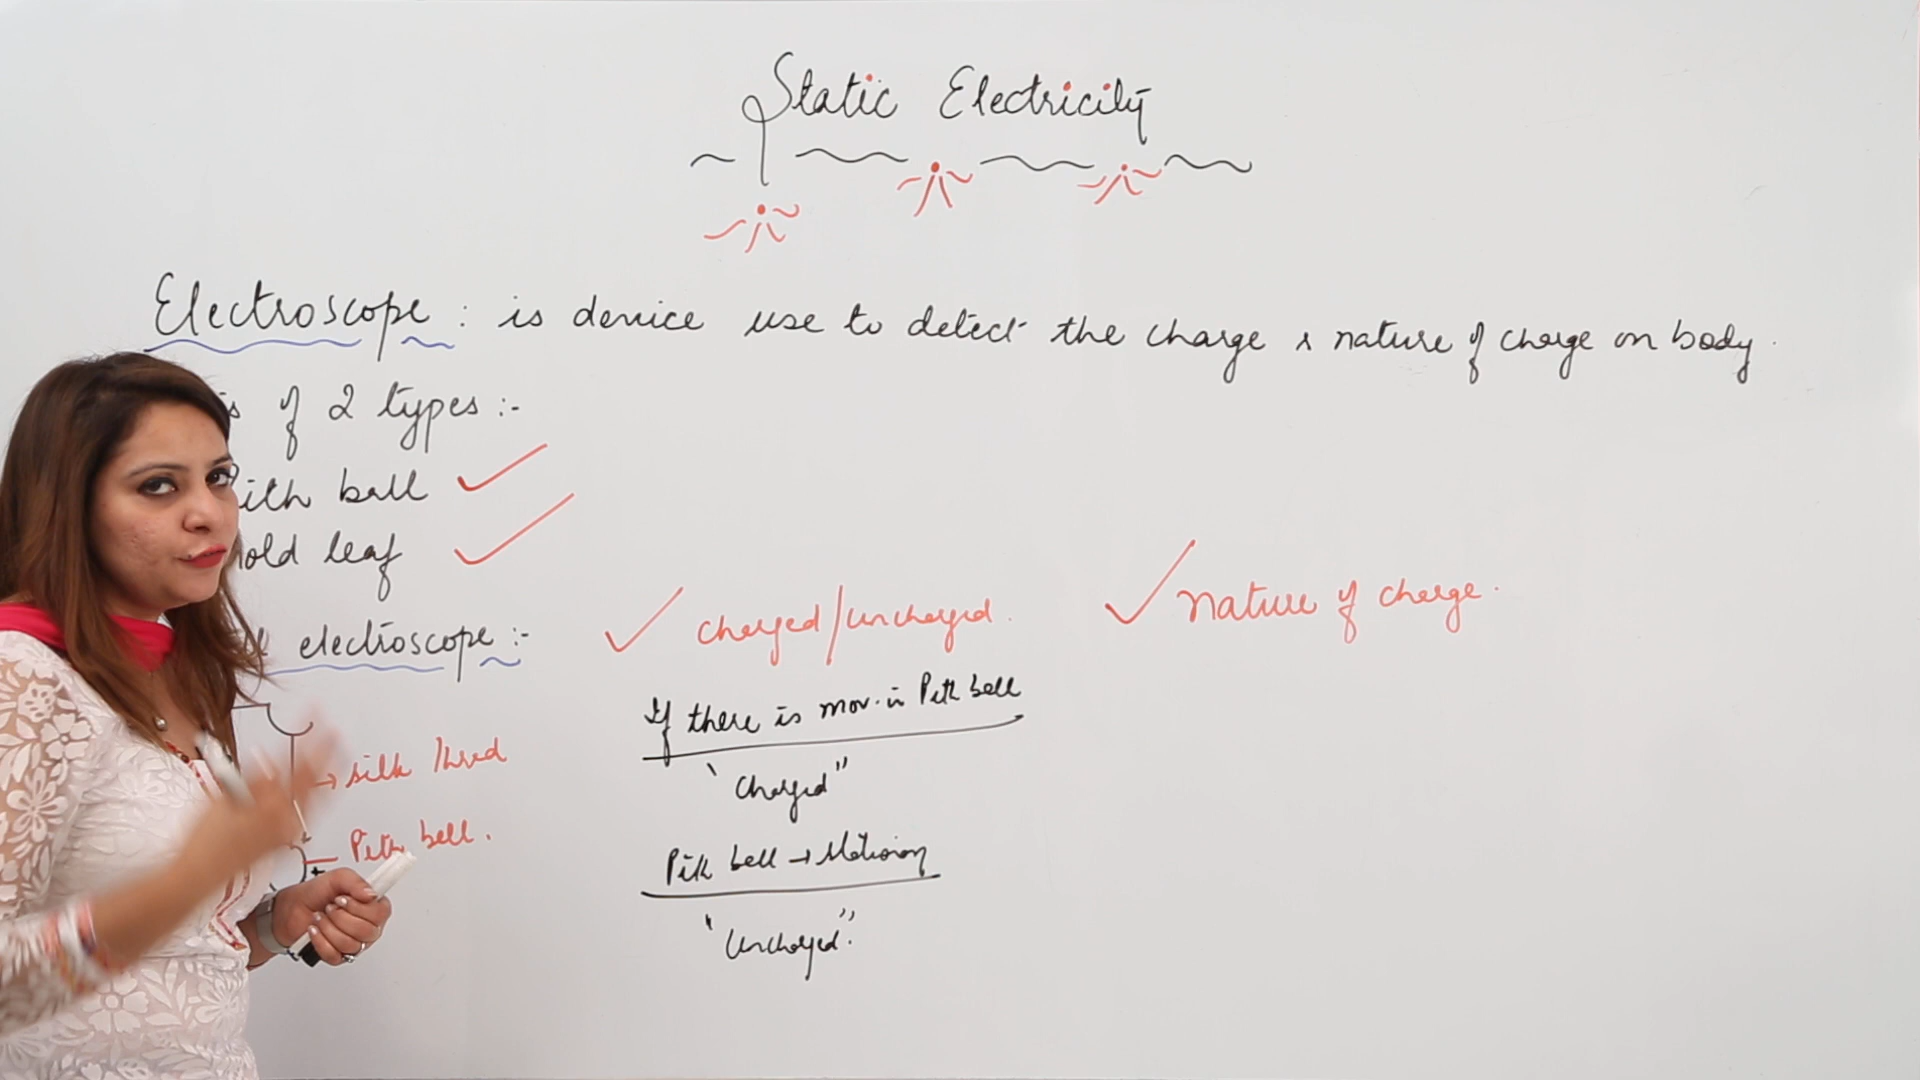 Static Electricity
Electroscope : is device use to detect the charge & nature of charge on body.
is of 2 types :-
ith ball
old leaf
electroscope :-
charged/uncharged.
nature of charge.
If there is mov. in Pith ball
"Charged"
silk thread
Pith ball.
Pith ball →
"Uncharged".
+